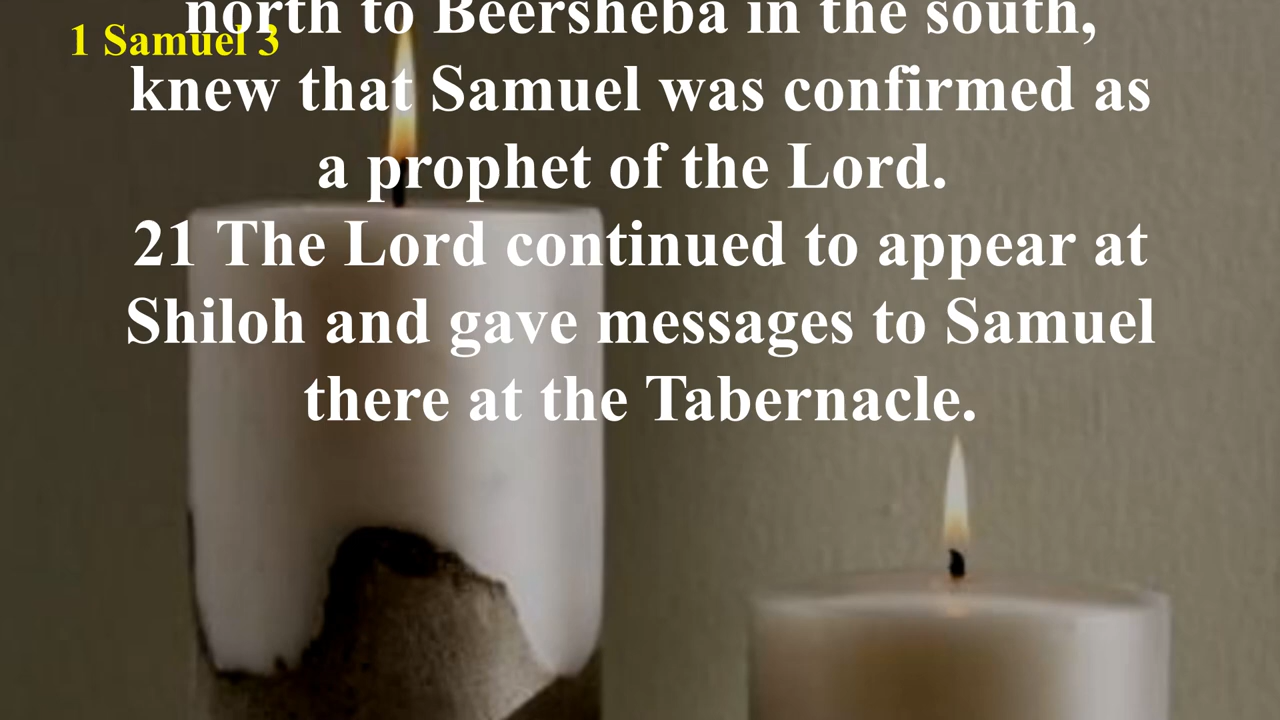 1 Samuel 3
north to Beersheba in the south,
knew that Samuel was confirmed as
a prophet of the Lord.
21 The Lord continued to appear at
Shiloh and gave messages to Samuel
there at the Tabernacle.